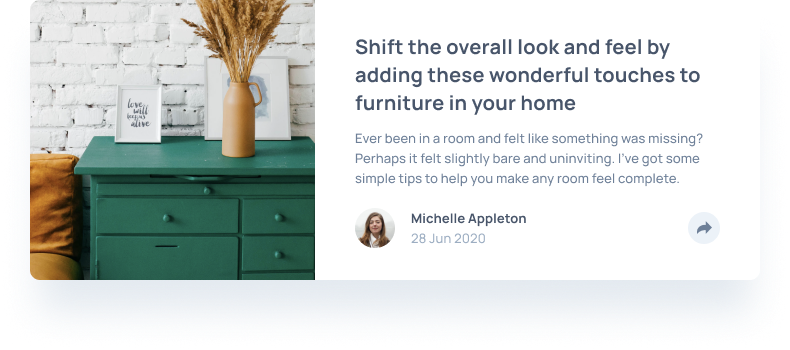 love
will
keep us
alive
Shift the overall look and feel by
adding these wonderful touches to
furniture in your home
Ever been in a room and felt like something was missing?
Perhaps it felt slightly bare and uninviting. I've got some
simple tips to help you make any room feel complete.
Michelle Appleton
28 Jun 2020